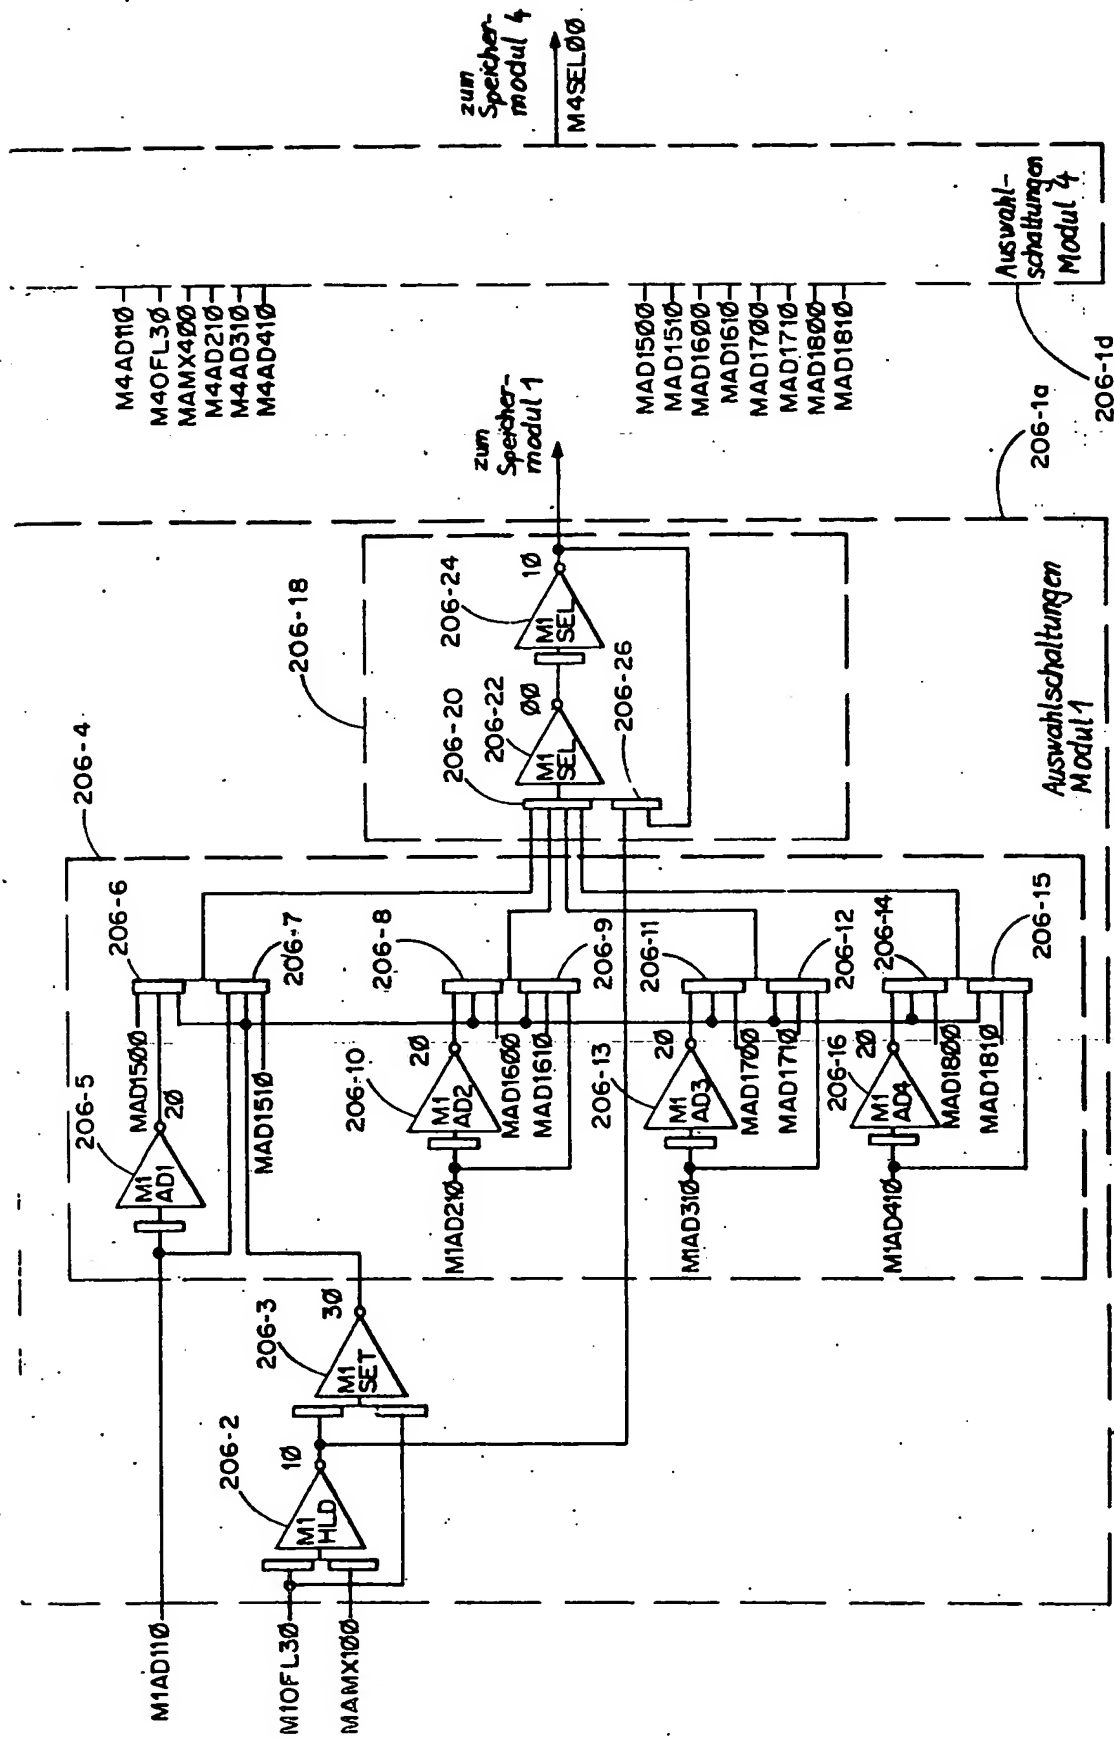 M1AD110
M1OFL30
MAMX100
206-2
M1
HLD
10
206-3
M1
SET
30
206-4
206-5
M1
AD1
20
MAD1500
206-6
206-7
MAD1510
M1AD210
206-10
M1
AD2
20
206-8
MAD1600
MAD1610
206-9
M1AD310
206-13
M1
AD3
20
206-11
MAD1700
MAD1710
206-12
M1AD410
206-16
M1
AD4
20
206-14
MAD1800
MAD1810
206-15
206-18
206-20
206-22
M1
SEL
00
206-24
M1
SEL
10
206-26
zum
Speicher-
modul 1
Auswahlschaltungen
Modul 1
206-1a
M4AD110
M4OFL30
MAMX400
M4AD210
M4AD310
M4AD410
MAD1500
MAD1510
MAD1600
MAD1610
MAD1700
MAD1710
MAD1800
MAD1810
Auswahl-
schaltungen
Modul 4
206-1d
zum
Speicher-
modul 4
M4SEL00